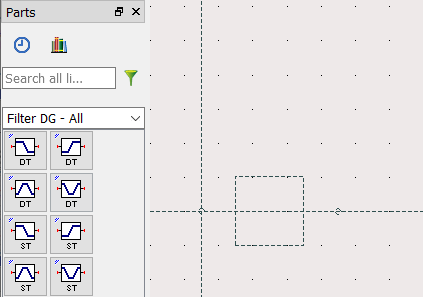 Parts
Search all li...
Filter DG - All
DT
DT
DT
DT
ST
ST
ST
ST